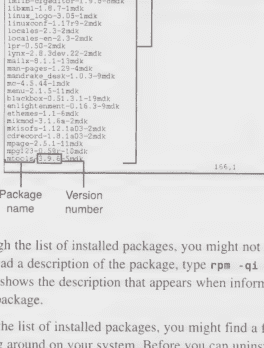 libxml-1.8.7-1mdk
linux_logo-3.05-1mdk
linuxconf-1.17r9-2mdk
locales-2.3-2mdk
locales-en-2.3-2mdk
lpr-0.50-2mdk
lynx-2.8.3dev.22-2mdk
mailx-8.1.1-13mdk
man-pages-1.29-4mdk
mandrake_desk-1.0.3-9mdk
mc-4.5.44-1mdk
menu-2.1.5-11mdk
blackbox-0.51.3.1-19mdk
enlightenment-0.16.3-9mdk
ethemes-1.1-6mdk
mikmod-3.1.6a-2mdk
mkisofs-1.12.1a03-2mdk
cdrecord-1.8.1a03-2mdk
mpage-2.5.1-11mdk
mpg123-0.59r-10mdk
mtools-3.9.6-5mdk
166,1
Package name
Version number
gh the list of installed packages, you might not
ad a description of the package, type rpm -qi
shows the description that appears when inform
package.
the list of installed packages, you might find a f
g around on your system. Before you can uninst